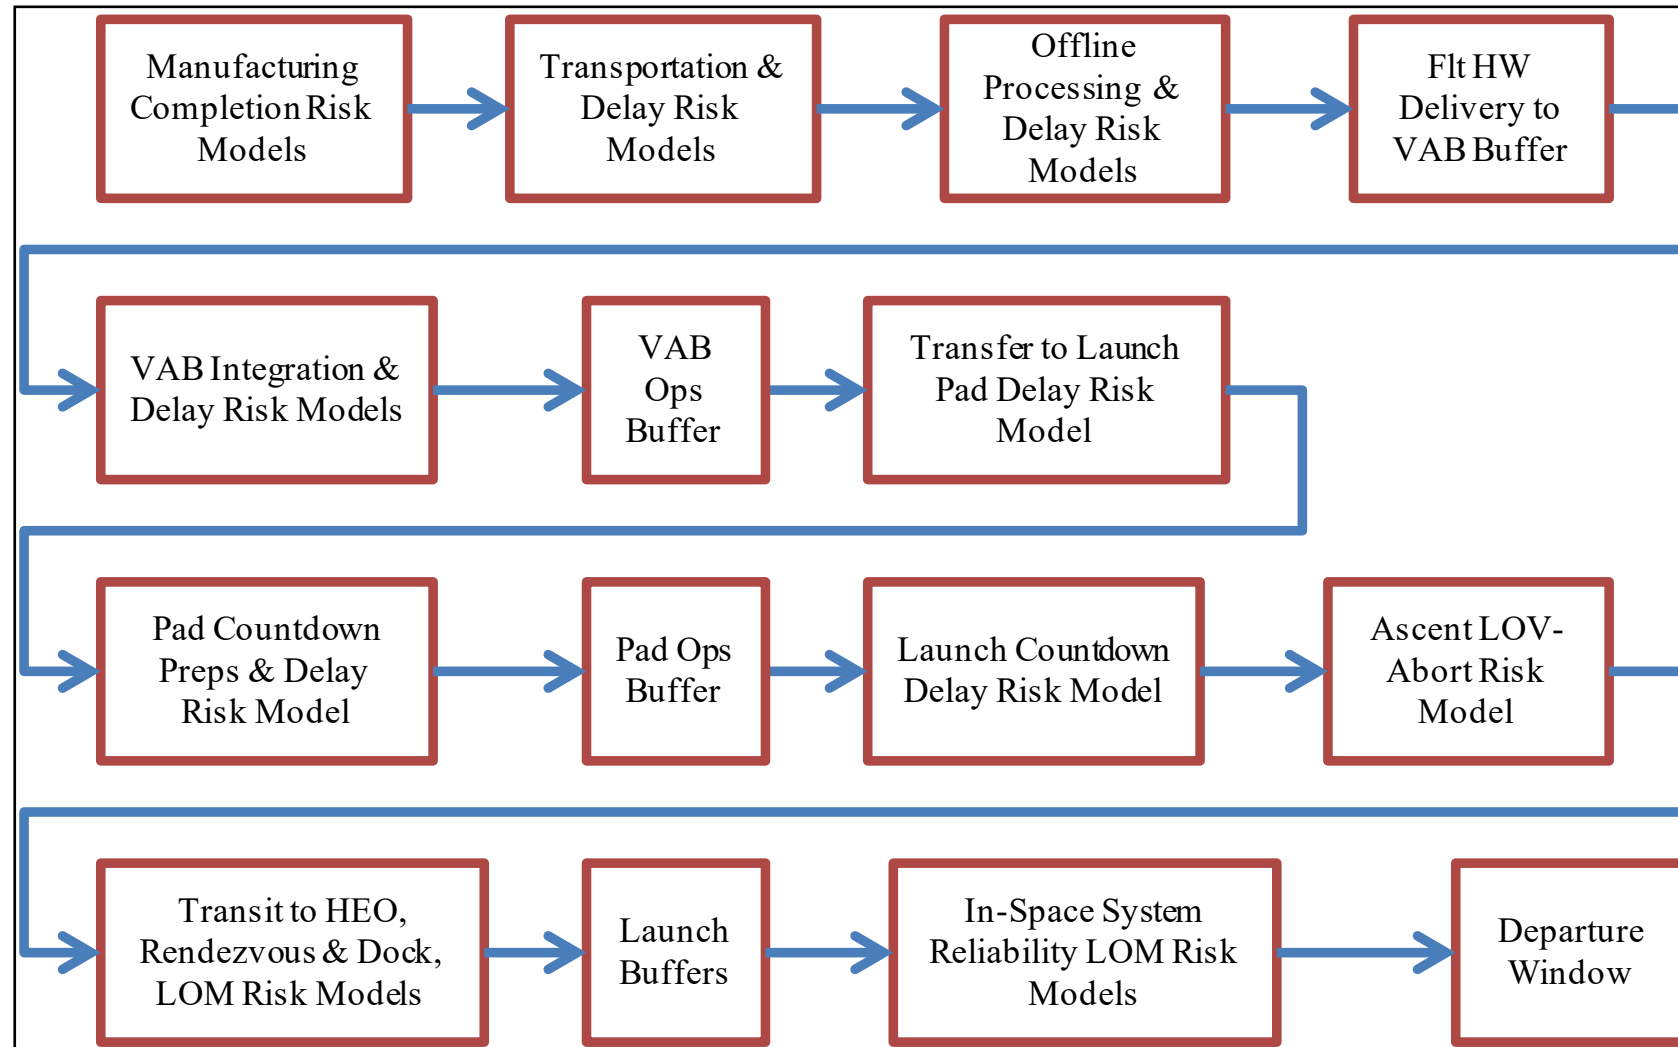 Manufacturing
Completion Risk
Models
Transportation &
Delay Risk
Models
Offline
Processing &
Delay Risk
Models
Flt HW
Delivery to
VAB Buffer
VAB Integration &
Delay Risk Models
VAB
Ops
Buffer
Transfer to Launch
Pad Delay Risk
Model
Pad Countdown
Preps & Delay
Risk Model
Pad Ops
Buffer
Launch Countdown
Delay Risk Model
Ascent LOV-
Abort Risk
Model
Transit to HEO,
Rendezvous & Dock,
LOM Risk Models
Launch
Buffers
In-Space System
Reliability LOM Risk
Models
Departure
Window